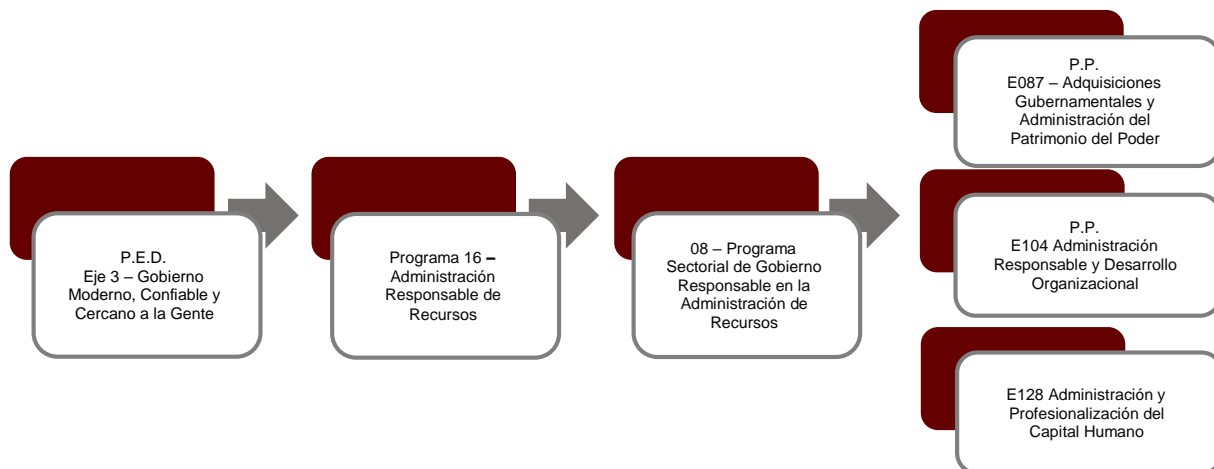 P.E.D.
Eje 3 – Gobierno
Moderno, Confiable y
Cercano a la Gente
Programa 16 –
Administración
Responsable de
Recursos
08 – Programa
Sectorial de Gobierno
Responsable en la
Administración de
Recursos
P.P.
E087 – Adquisiciones
Gubernamentales y
Administración del
Patrimonio del Poder
P.P.
E104 Administración
Responsable y Desarrollo
Organizacional
E128 Administración y
Profesionalización del
Capital Humano